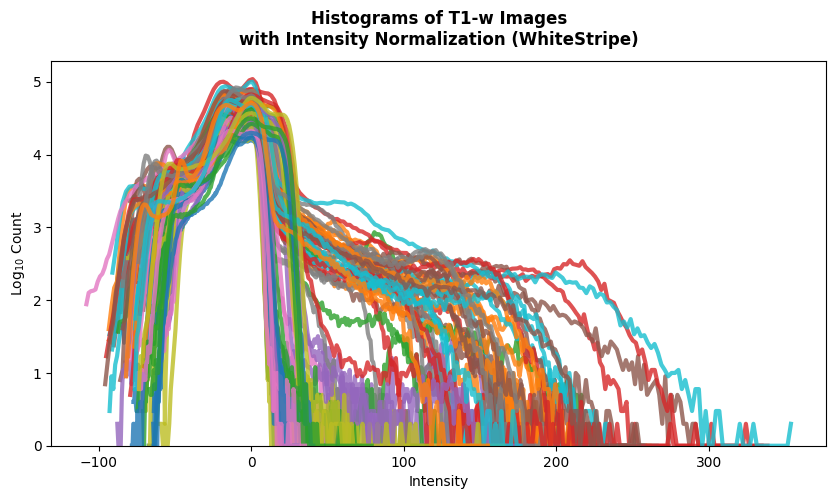 Histograms of T1-w Images
with Intensity Normalization (WhiteStripe)
Log₁₀ Count
5
4
3
2
1
0
−100
0
100
200
300
Intensity